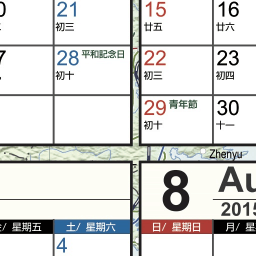 21
初三
28 平和記念日
初十
15 16
廿五 廿六
22 23
初三 初四
29 青年節 30
初十 十一
Zhenyu
8 Au
2015
星期五 土/ 星期六
4
日/ 星期日 月/ 星